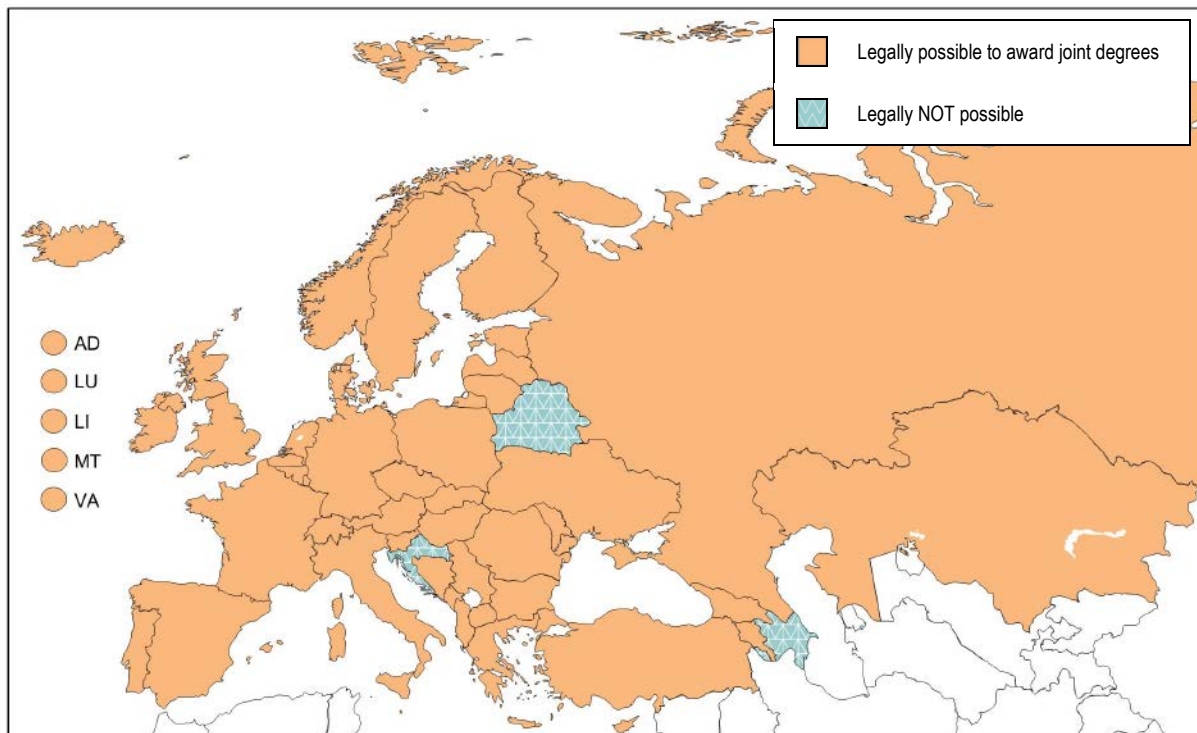 Legally possible to award joint degrees
Legally NOT possible
AD
LU
LI
MT
VA